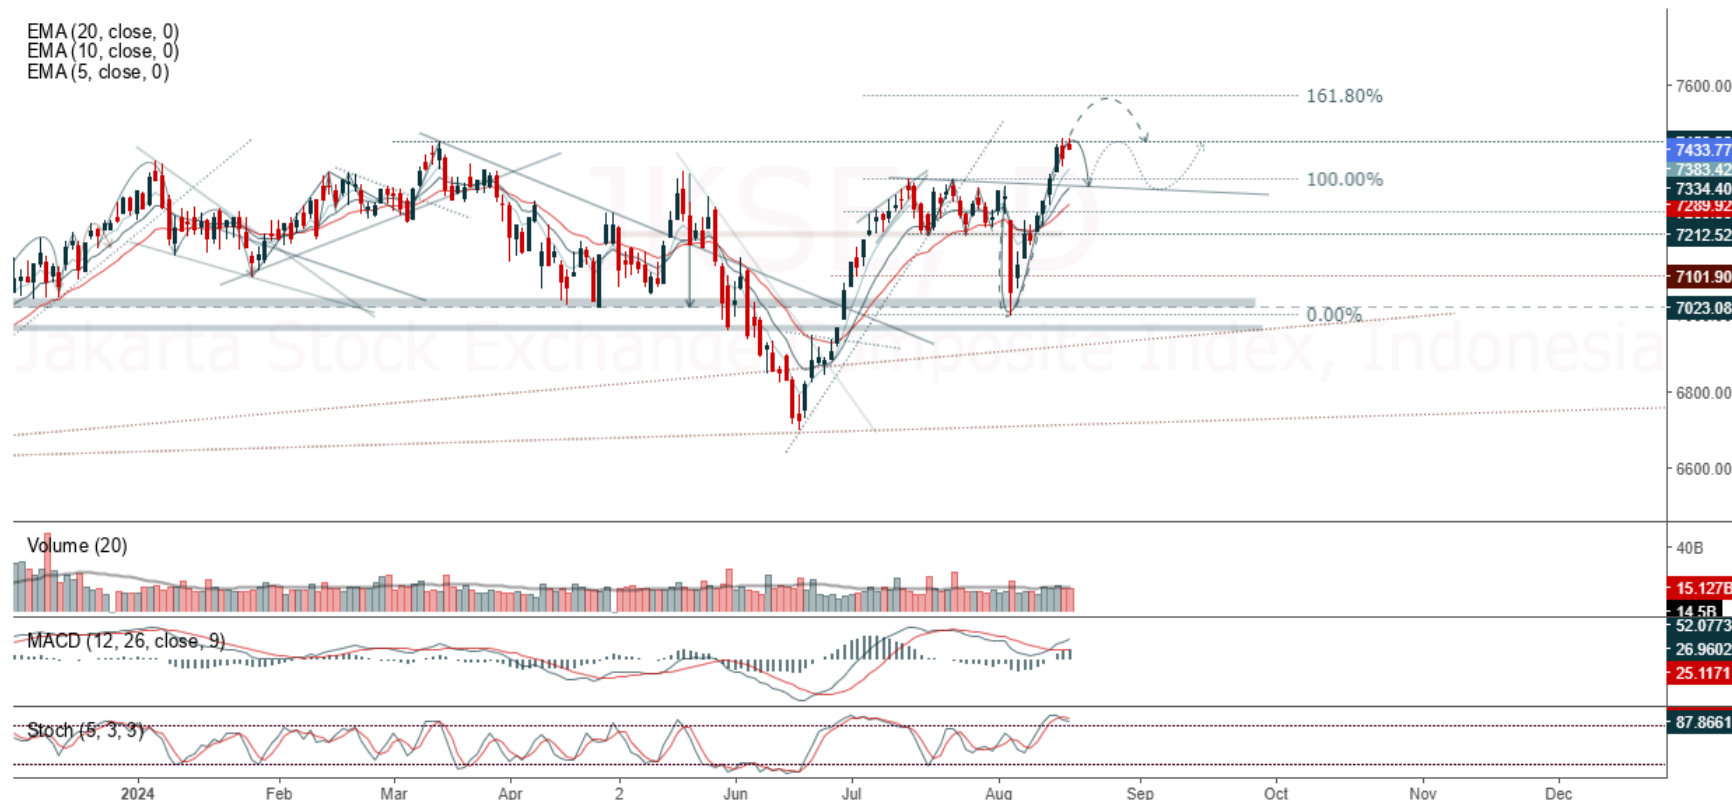 EMA (20, close, 0)
EMA (10, close, 0)
EMA (5, close, 0)
161.80%
7600.00
7433.77
7383.42
100.00%
7334.40
7289.92
7212.52
7101.90
7023.08
0.00%
Jakarta Stock Exchange Composite Index, Indonesia
6800.00
6600.00
Volume (20)
40B
15.127B
14.5B
MACD (12, 26, close, 9)
52.0773
26.9602
25.1171
Stoch (5, 3, 3)
87.8661
2024 Feb Mar Apr 2 Jun Jul Aug Sep Oct Nov Dec